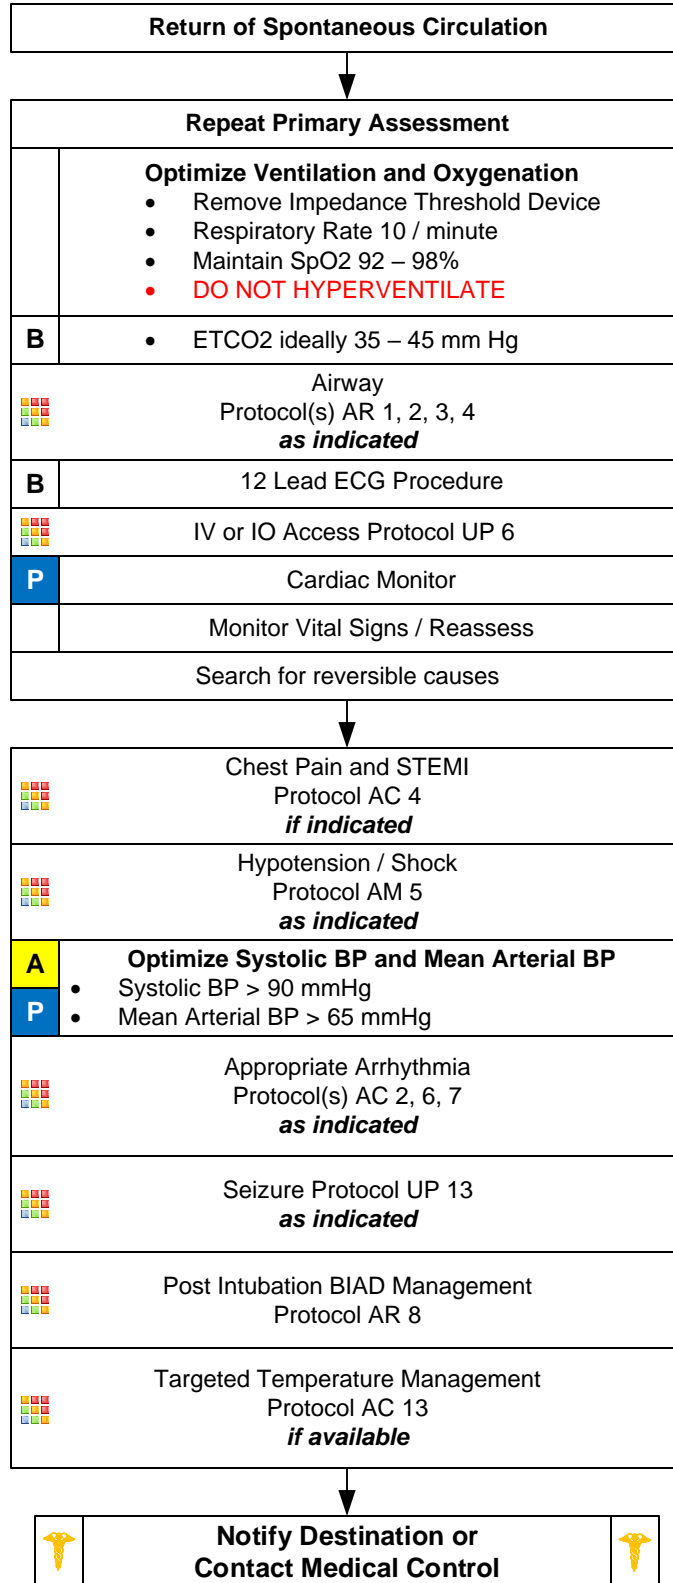 Return of Spontaneous Circulation
Repeat Primary Assessment
Optimize Ventilation and Oxygenation
• Remove Impedance Threshold Device
• Respiratory Rate 10 / minute
• Maintain SpO2 92 – 98%
• DO NOT HYPERVENTILATE
B • ETCO2 ideally 35 – 45 mm Hg
Airway
Protocol(s) AR 1, 2, 3, 4
as indicated
B 12 Lead ECG Procedure
IV or IO Access Protocol UP 6
P Cardiac Monitor
Monitor Vital Signs / Reassess
Search for reversible causes
Chest Pain and STEMI
Protocol AC 4
if indicated
Hypotension / Shock
Protocol AM 5
as indicated
A Optimize Systolic BP and Mean Arterial BP
• Systolic BP > 90 mmHg
P • Mean Arterial BP > 65 mmHg
Appropriate Arrhythmia
Protocol(s) AC 2, 6, 7
as indicated
Seizure Protocol UP 13
as indicated
Post Intubation BIAD Management
Protocol AR 8
Targeted Temperature Management
Protocol AC 13
if available
Notify Destination or
Contact Medical Control